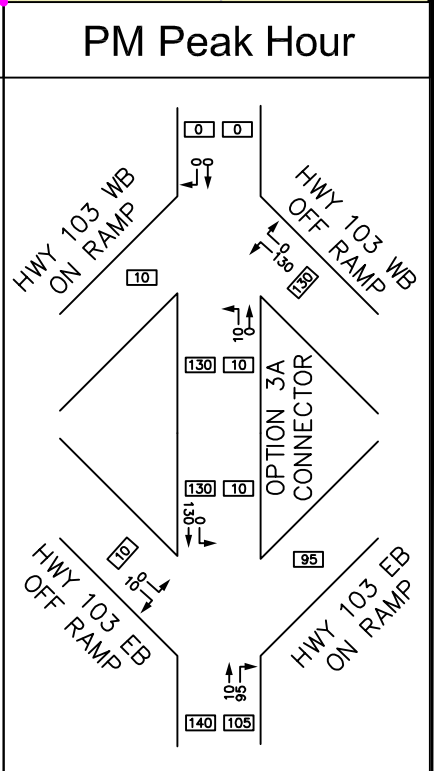 PM Peak Hour
0 0
0 0
HWY 103 WB
ON RAMP
HWY 103 WB
OFF RAMP
0
130
130
10
10
0
130 10
OPTION 3A
CONNECTOR
130 10
130
0
10
0
10
95
HWY 103 EB
OFF RAMP
HWY 103 EB
ON RAMP
10
95
140 105